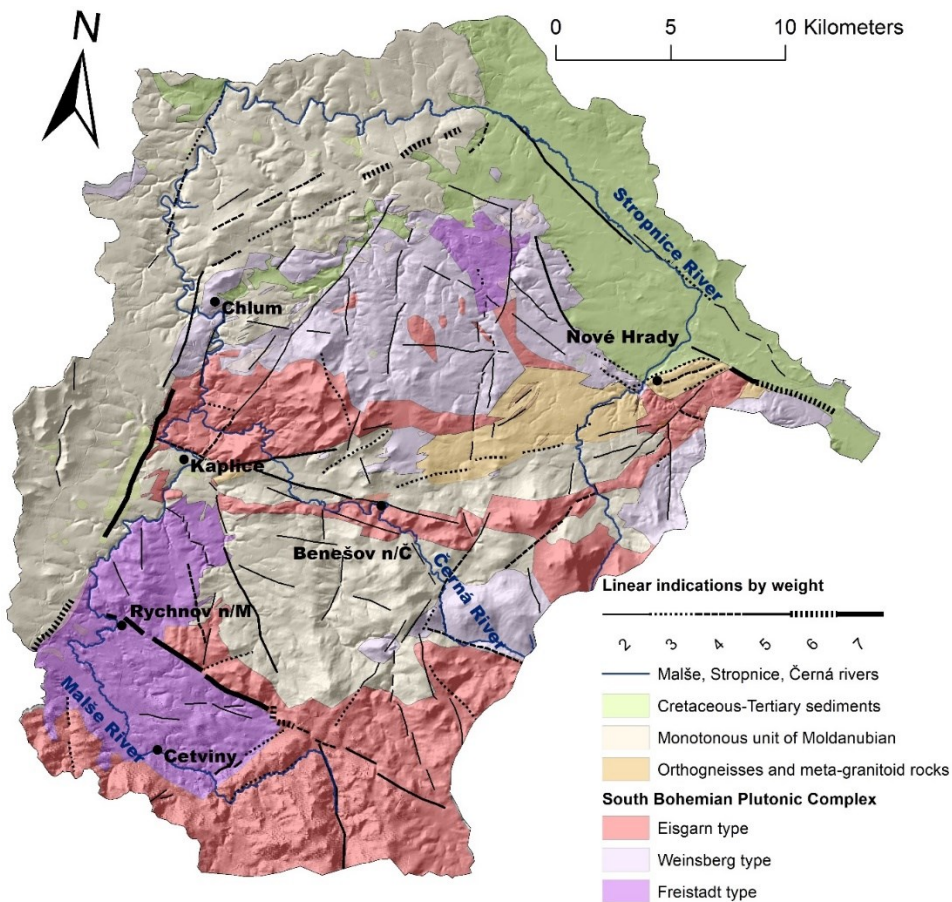 N
0 5 10 Kilometers
Stropnice River
Chlum
Nové Hrady
Kaplice
Benešov n/Č
Černá River
Rychnov n/M
Malše River
Cetviny
Linear indications by weight
2 3 4 5 6 7
Malše, Stropnice, Černá rivers
Cretaceous-Tertiary sediments
Monotonous unit of Moldanubian
Orthogneisses and meta-granitoid rocks
South Bohemian Plutonic Complex
Eisgarn type
Weinsberg type
Freistadt type